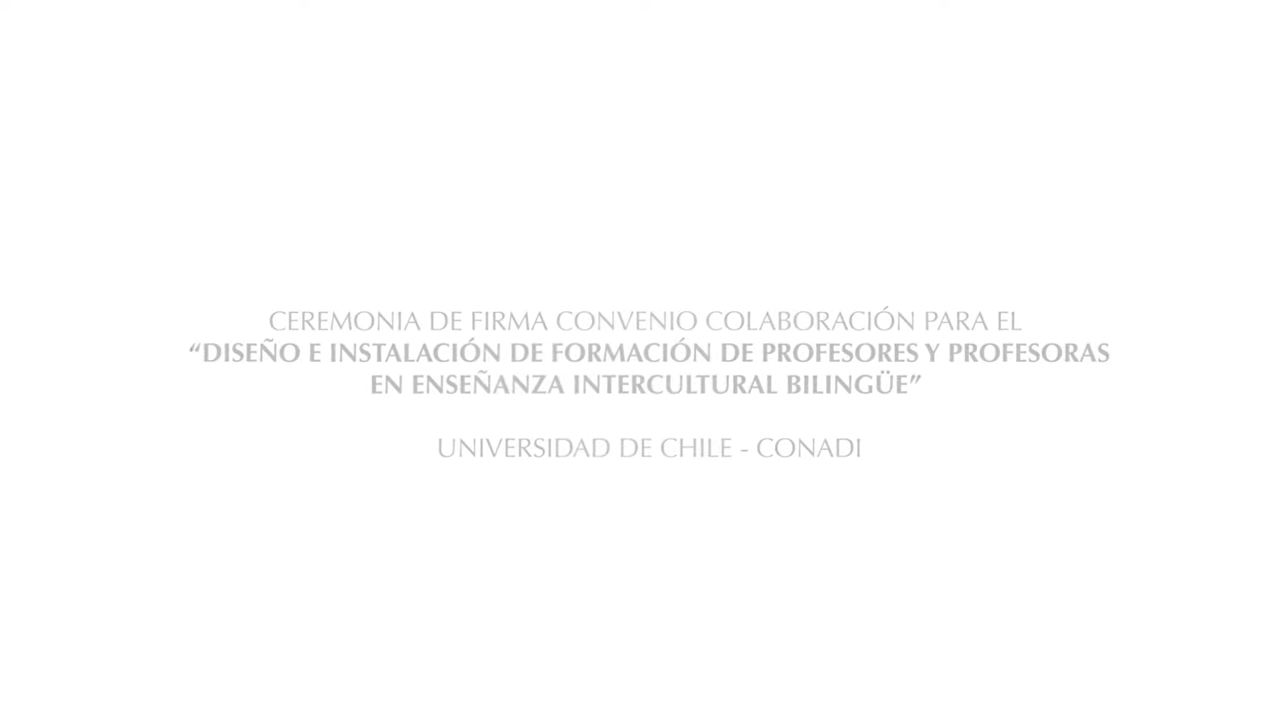 CEREMONIA DE FIRMA CONVENIO COLABORACIÓN PARA EL
“DISEÑO E INSTALACIÓN DE FORMACIÓN DE PROFESORES Y PROFESORAS
EN ENSEÑANZA INTERCULTURAL BILINGÜE”
UNIVERSIDAD DE CHILE - CONADI